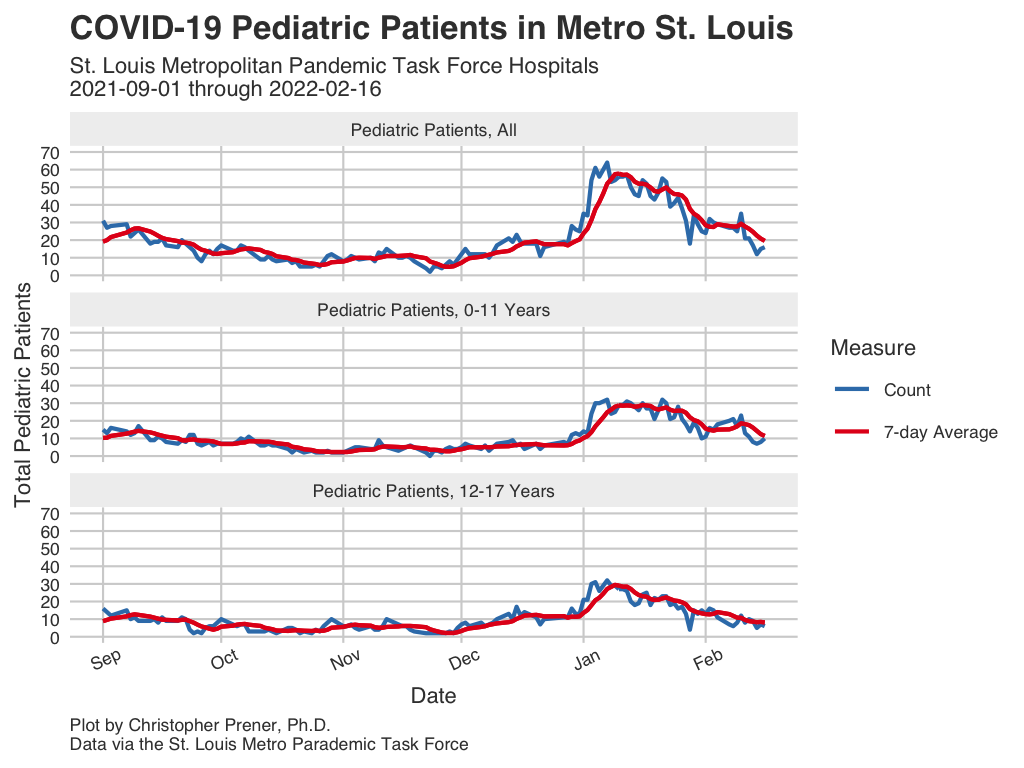 COVID-19 Pediatric Patients in Metro St. Louis
St. Louis Metropolitan Pandemic Task Force Hospitals
2021-09-01 through 2022-02-16
Pediatric Patients, All
70
60
50
40
30
20
10
0
Pediatric Patients, 0-11 Years
70
60
50
40
30
20
10
0
Pediatric Patients, 12-17 Years
70
60
50
40
30
20
10
0
Total Pediatric Patients
Sep Oct Nov Dec Jan Feb
Date
Measure
Count
7-day Average
Plot by Christopher Prener, Ph.D.
Data via the St. Louis Metro Parademic Task Force